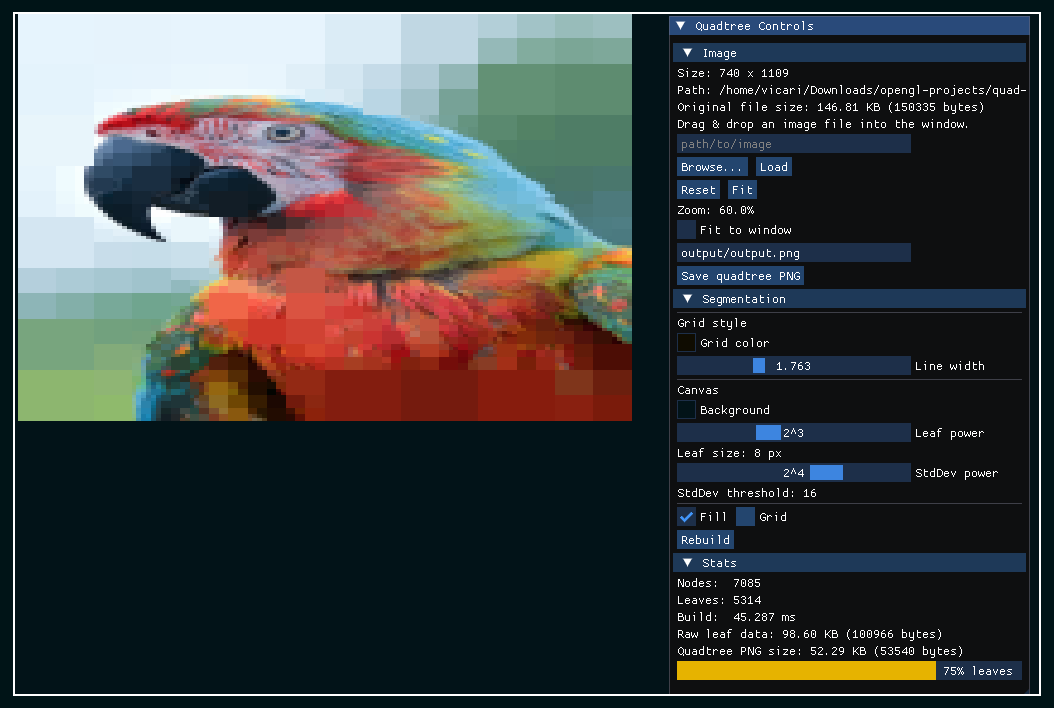 Quadtree Controls
Image
Size: 740 x 1109
Path: /home/vicari/Downloads/opengl-projects/quad-
Original file size: 146.81 KB (150335 bytes)
Drag & drop an image file into the window.
path/to/image
Browse... Load
Reset Fit
Zoom: 60.0%
Fit to window
output/output.png
Save quadtree PNG
Segmentation
Grid style
Grid color
1.763 Line width
Canvas
Background
2^3 Leaf power
Leaf size: 8 px
2^4 StdDev power
StdDev threshold: 16
Fill Grid
Rebuild
Stats
Nodes: 7085
Leaves: 5314
Build: 45.287 ms
Raw leaf data: 98.60 KB (100966 bytes)
Quadtree PNG size: 52.29 KB (53540 bytes)
75% leaves